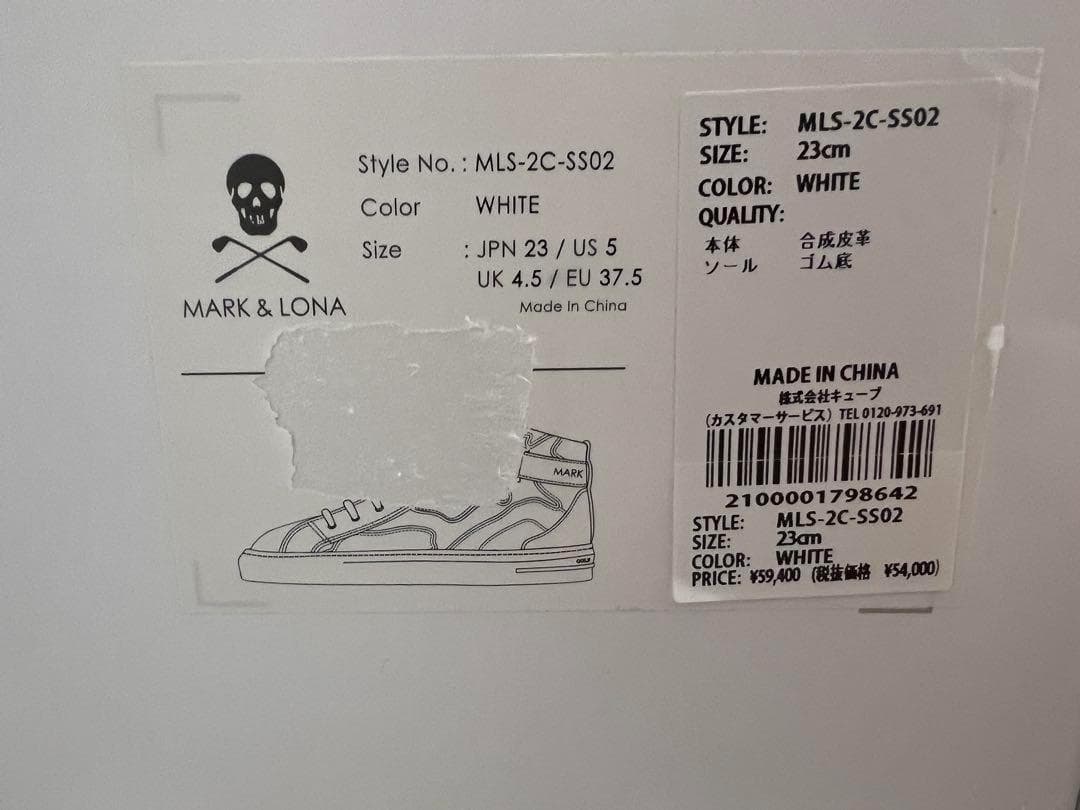 Style No. : MLS-2C-SS02
Color WHITE
Size : JPN 23 / US 5
UK 4.5 / EU 37.5
Made In China
MARK & LONA
MARK
GOLF
STYLE: MLS-2C-SS02
SIZE: 23cm
COLOR: WHITE
QUALITY:
本体 合成皮革
ソール ゴム底
MADE IN CHINA
株式会社キューブ
(カスタマーサービス) TEL 0120-973-691
2100001798642
STYLE: MLS-2C-SS02
SIZE: 23cm
COLOR: WHITE
PRICE: ¥59,400 (税抜価格 ¥54,000)